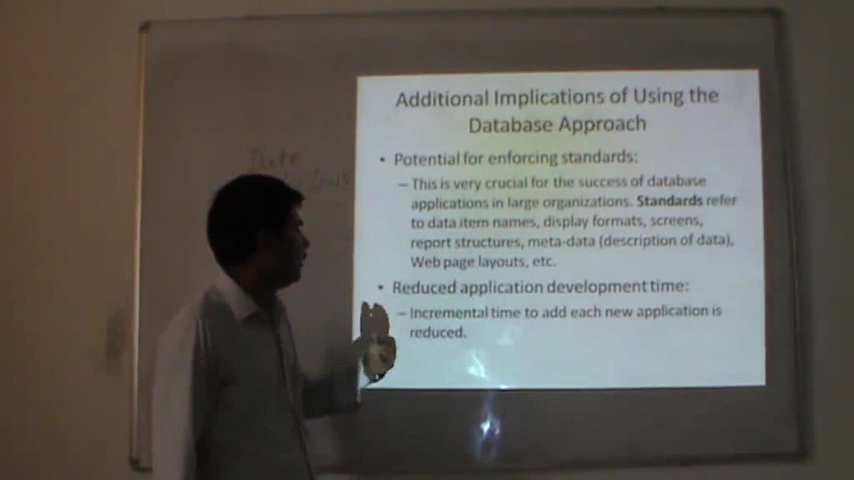 Additional Implications of Using the
Database Approach
• Potential for enforcing standards:
– This is very crucial for the success of database
applications in large organizations. Standards refer
to data item names, display formats, screens,
report structures, meta-data (description of data),
Web page layouts, etc.
• Reduced application development time:
– Incremental time to add each new application is
reduced.